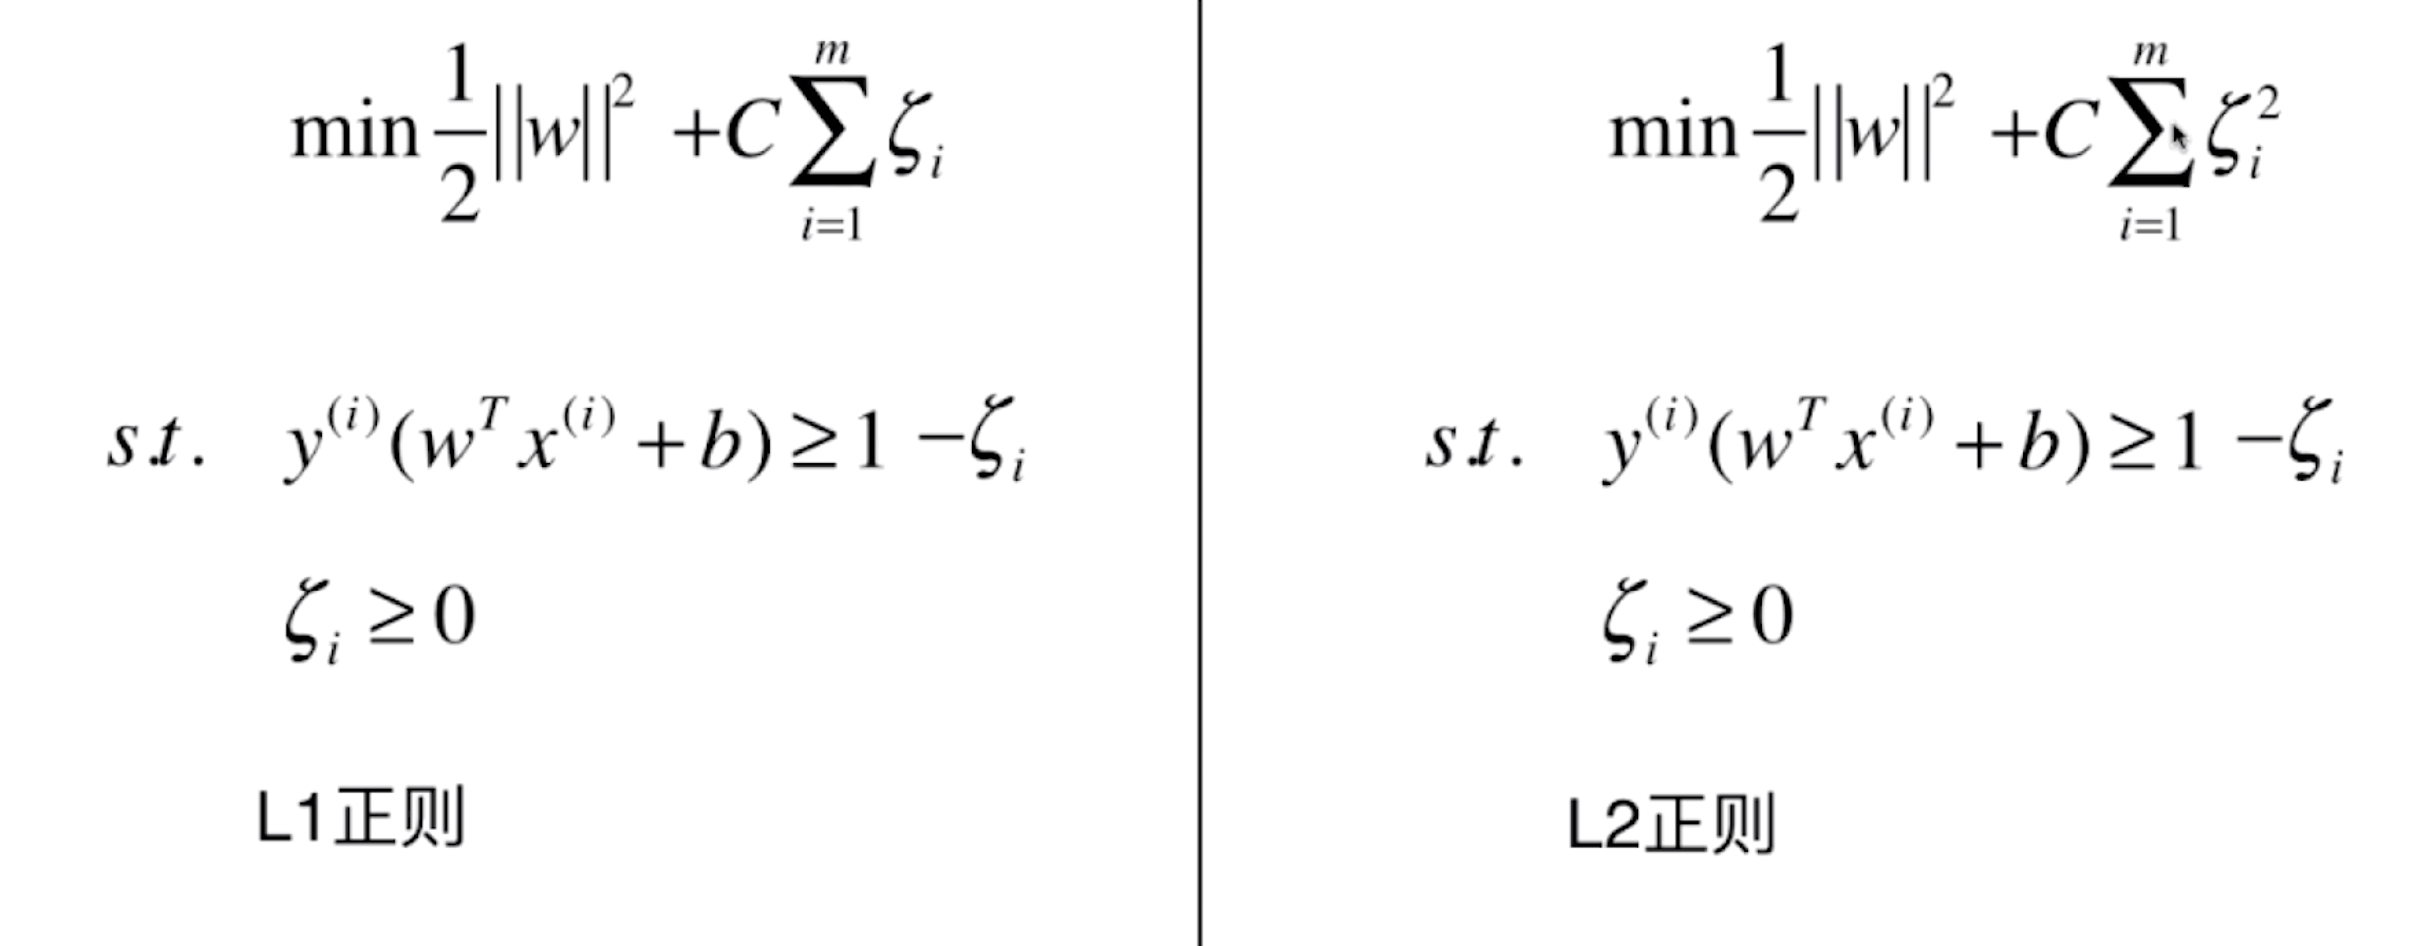 min 1/2 ||w||² + C ∑_{i=1}^{m} ζ_i
s.t. y^{(i)}(w^T x^{(i)} + b) ≥ 1 − ζ_i
ζ_i ≥ 0
L1正则
min 1/2 ||w||² + C ∑_{i=1}^{m} ζ_i²
s.t. y^{(i)}(w^T x^{(i)} + b) ≥ 1 − ζ_i
ζ_i ≥ 0
L2正则